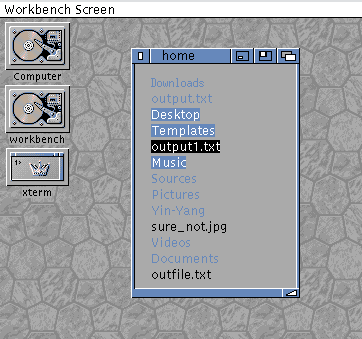 Workbench Screen
Computer
workbench
xterm
home
Downloads
output.txt
Desktop
Templates
output1.txt
Music
Sources
Pictures
Yin-Yang
sure_not.jpg
Videos
Documents
outfile.txt